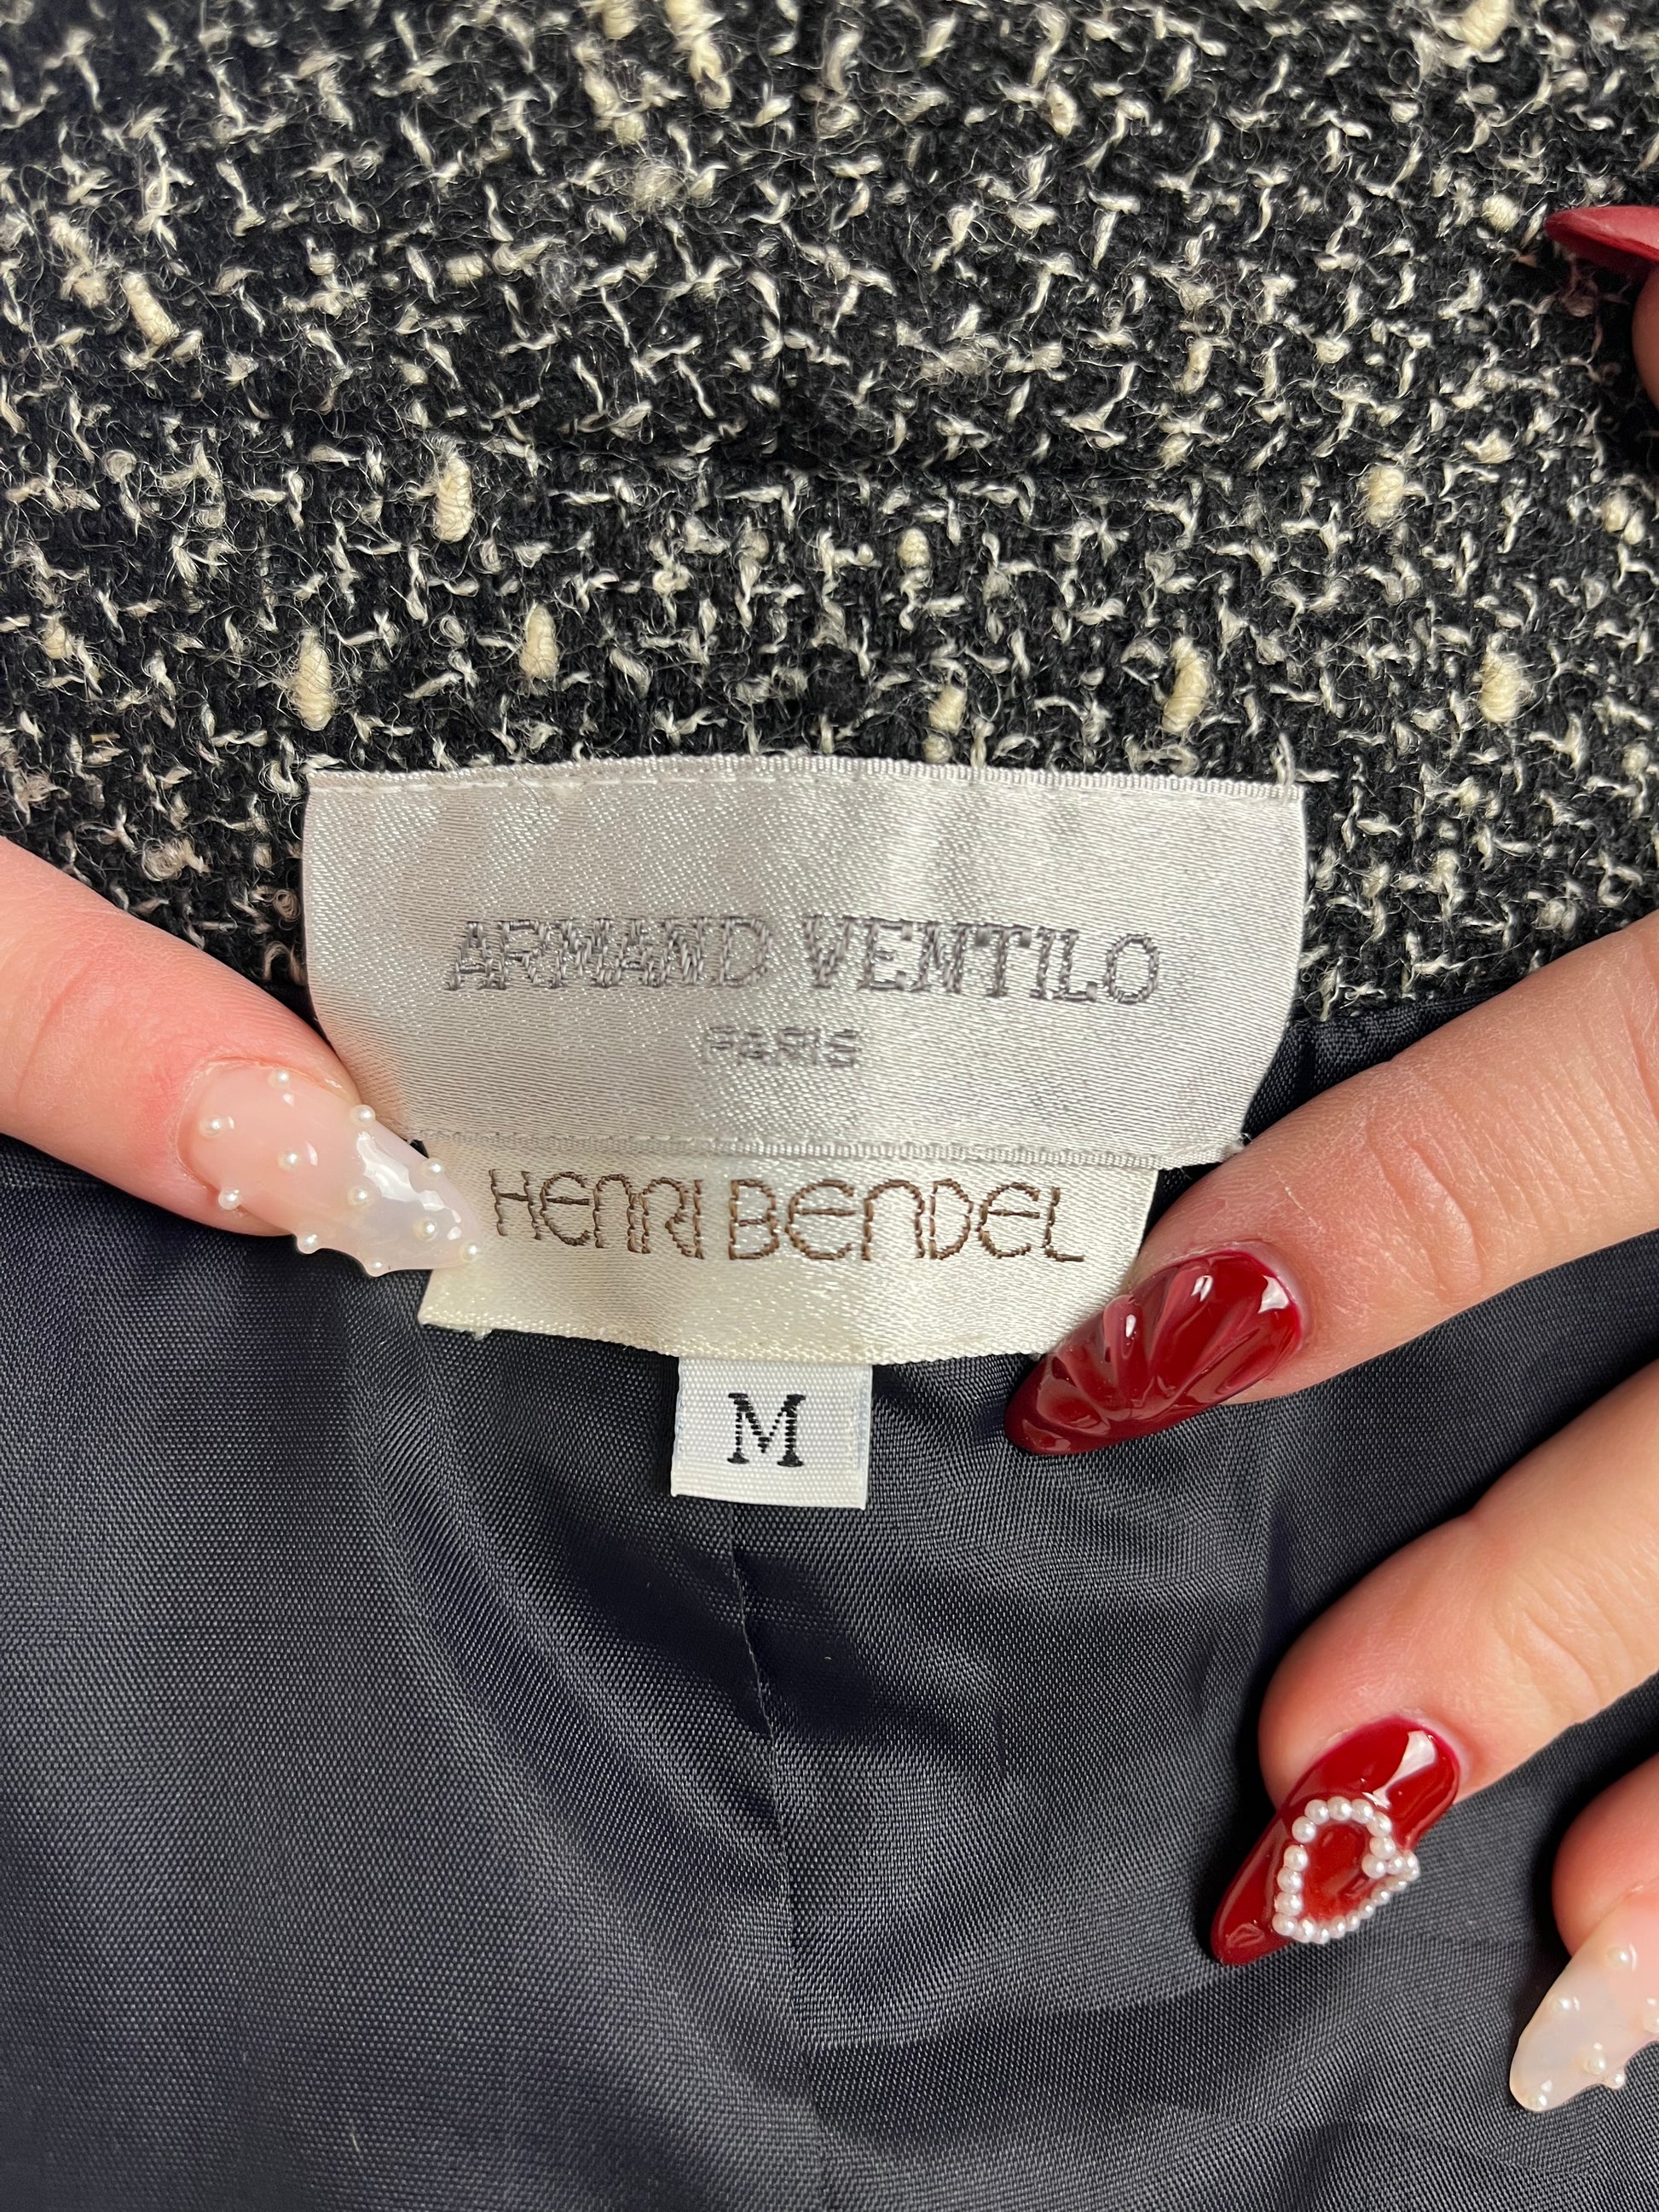 ARMAND VENTILO
PARIS
HENRI BENDEL
M